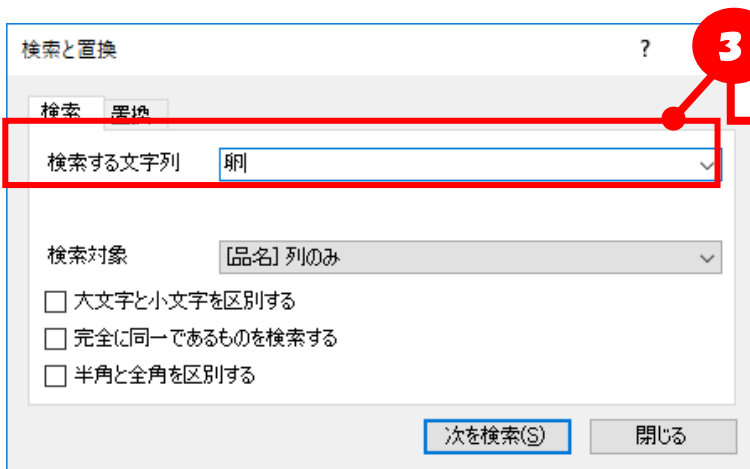 検索と置換 ?
3
検索 置換
検索する文字列 卵
検索対象 [品名] 列のみ
大文字と小文字を区別する
完全に同一であるものを検索する
半角と全角を区別する
次を検索(S) 閉じる